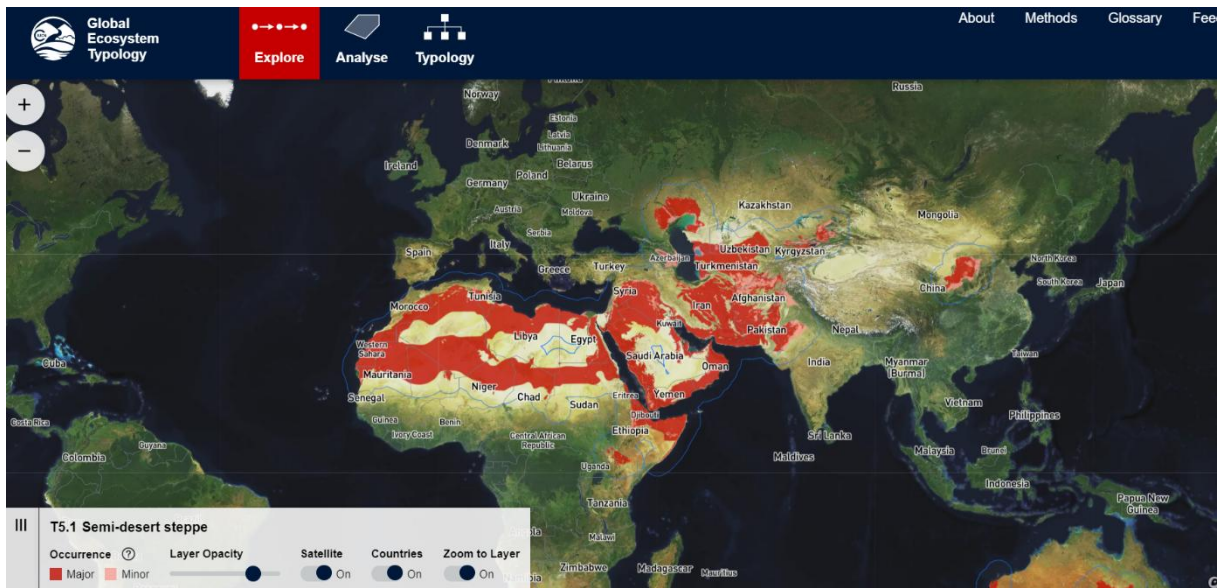 Global
Ecosystem
Typology
Explore
Analyse
Typology
About
Methods
Glossary
Fee
+
−
Russia
Norway
Estonia
Latvia
Lithuania
Denmark
Ireland
Belarus
Poland
Germany
Ukraine
Kazakhstan
Austria
Moldova
Mongolia
Serbia
Italy
Spain
Uzbekistan
Kyrgyzstan
Azerbaijan
North Korea
Greece
Turkey
Turkmenistan
South Korea
Japan
Tunisia
Syria
China
Morocco
Iran
Afghanistan
Libya
Egypt
Kuwait
Pakistan
Nepal
Western
Sahara
Saudi Arabia
Taiwan
Cuba
Oman
India
Myanmar
(Burma)
Mauritania
Niger
Senegal
Chad
Sudan
Eritrea
Yemen
Vietnam
Djibouti
Philippines
Guinea
Benin
Costa Rica
Ivory Coast
Central African
Republic
Ethiopia
Sri Lanka
Guyana
Colombia
Maldives
Malaysia
Brunei
Uganda
Indonesia
Tanzania
Papua New
Guinea
Malawi
Zimbabwe
Madagascar
Mauritius
III
T5.1 Semi-desert steppe
Occurrence ?
Layer Opacity
Satellite
Countries
Zoom to Layer
Major
Minor
On
On
On